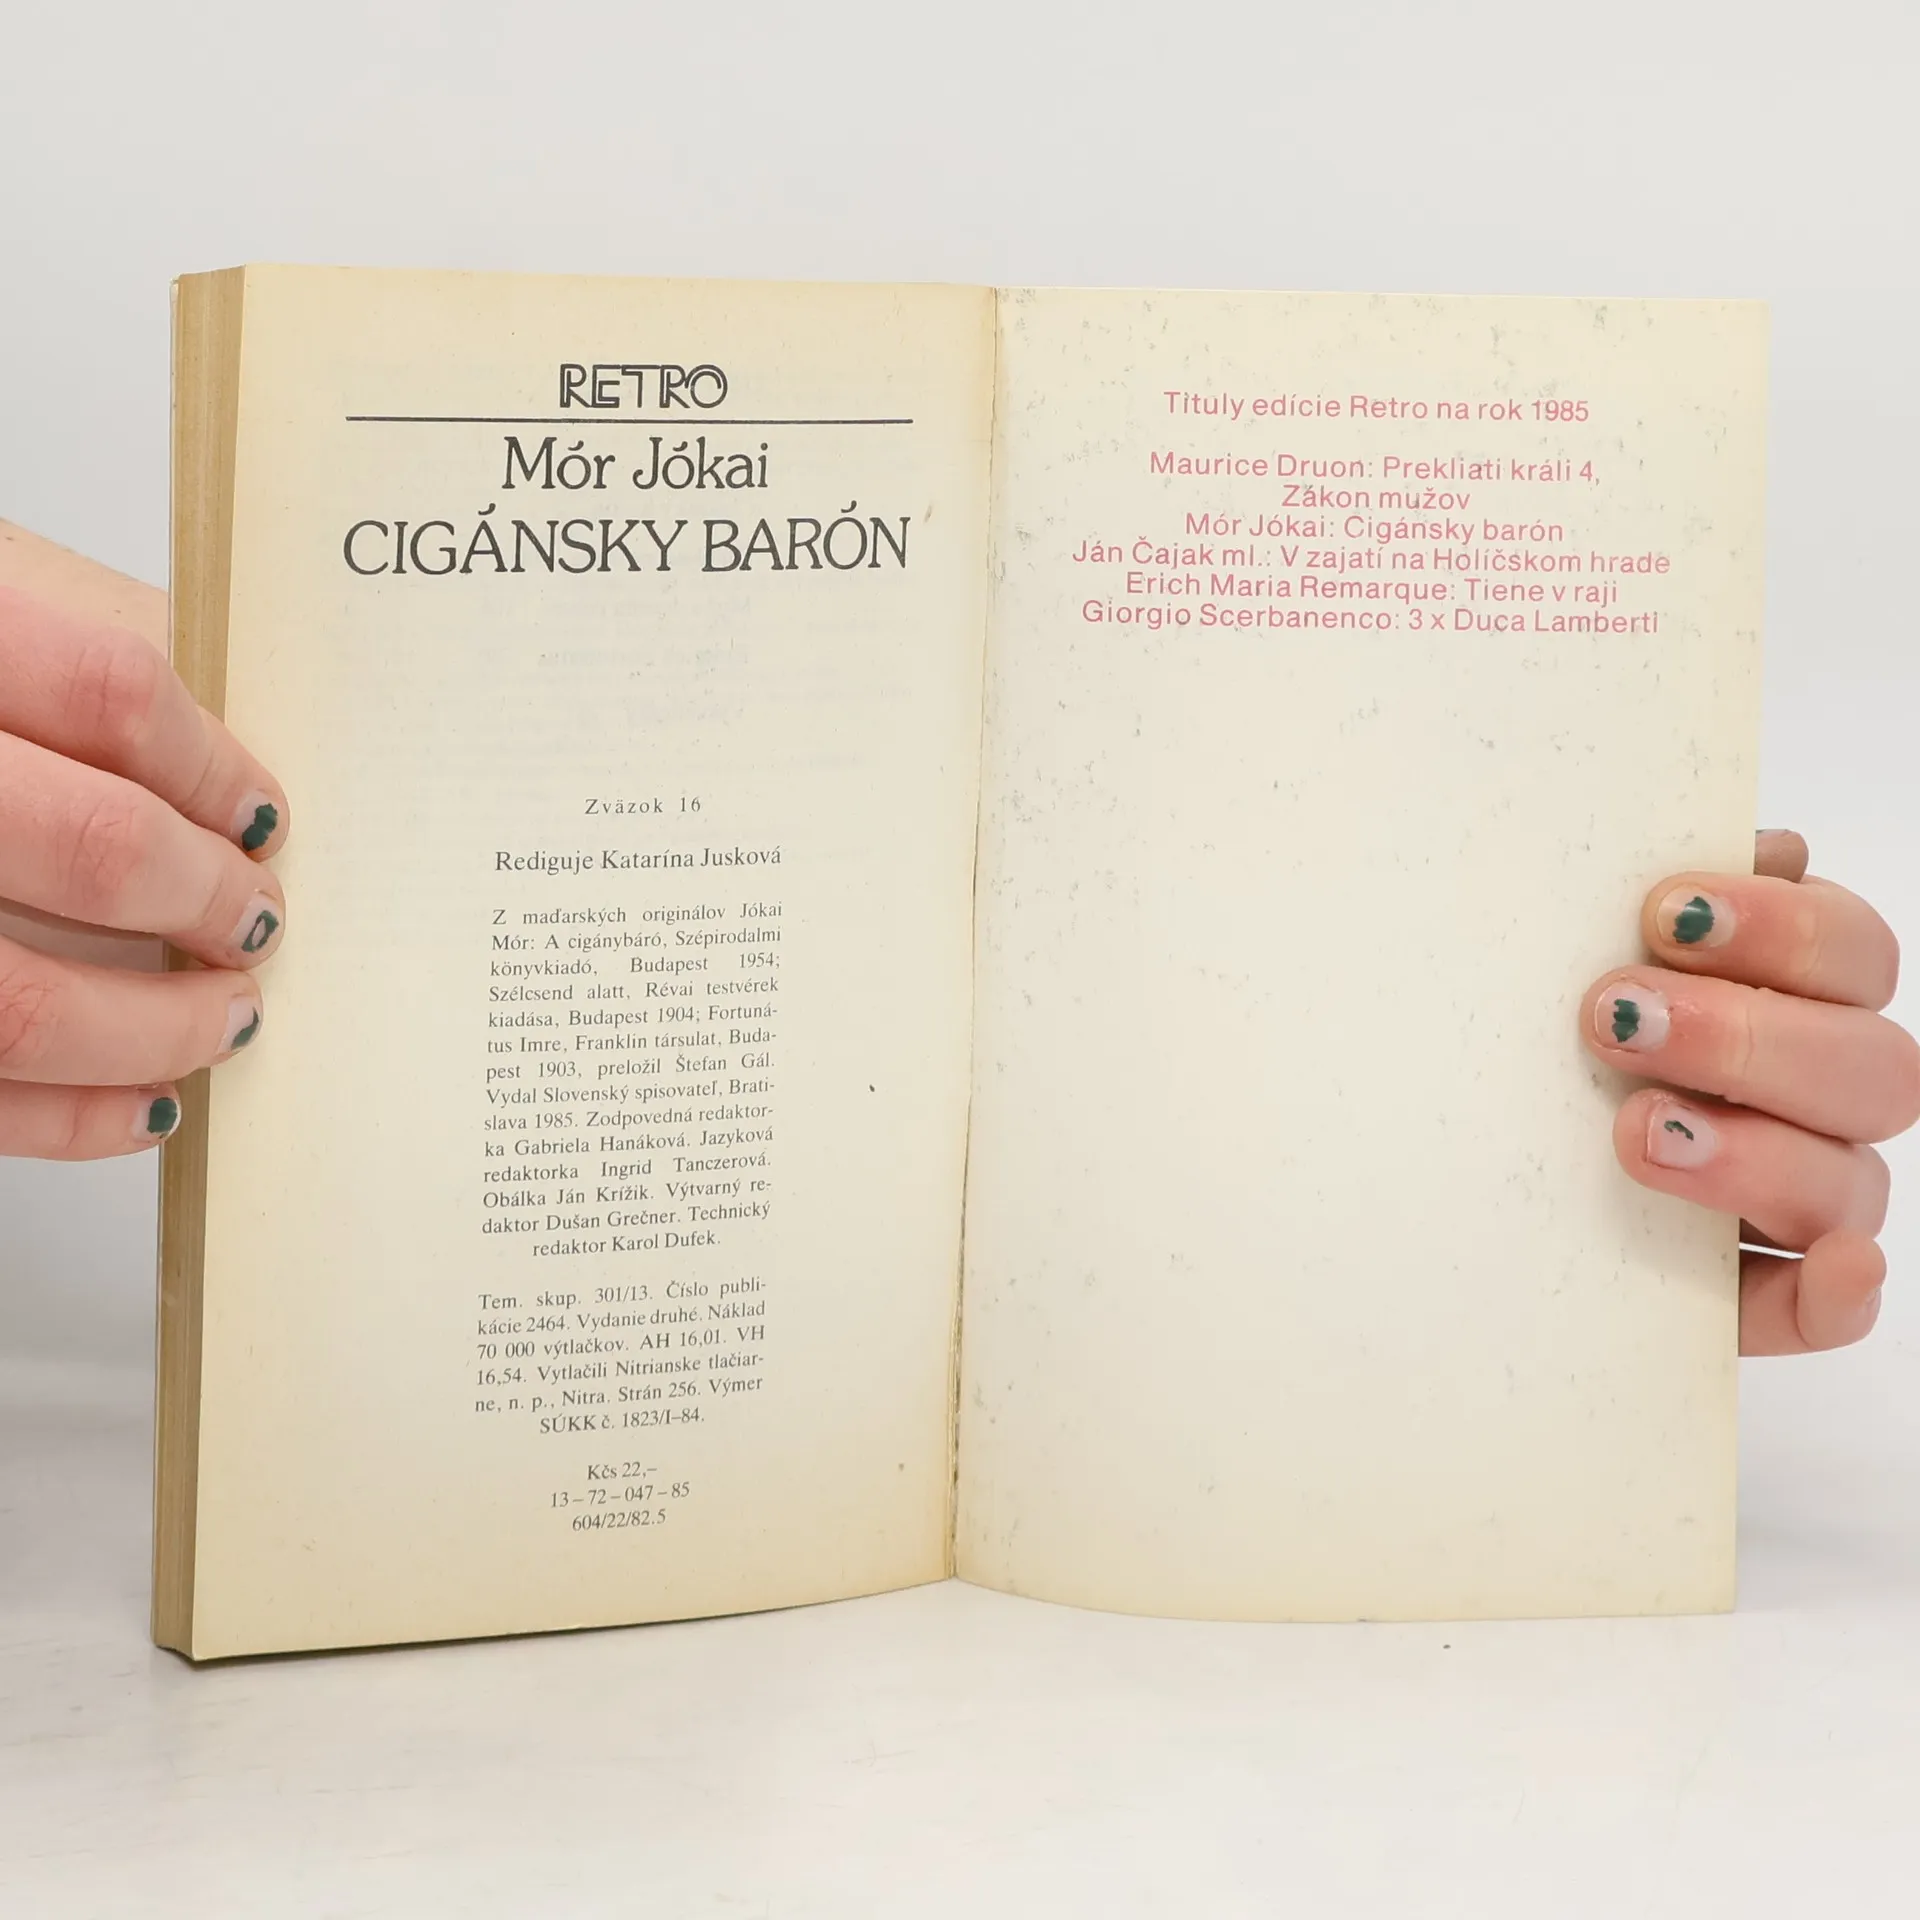 RETRO
Mór Jókai
CIGÁNSKY BARÓN
Zväzok 16
Rediguje Katarína Jusková
Z maďarských originálov Jókai
Mór: A cigánybáró, Szépirodalmi
könyvkiadó, Budapest 1954;
Szélcsend alatt, Révai testvérek
kiadása, Budapest 1904; Fortuná-
tus Imre, Franklin társulat, Buda-
pest 1903, preložil Štefan Gál.
Vydal Slovenský spisovateľ, Brati-
slava 1985. Zodpovedná redaktor-
ka Gabriela Hanáková. Jazyková
redaktorka Ingrid Tanczerová.
Obálka Ján Krížik. Výtvarný re-
daktor Dušan Grečner. Technický
redaktor Karol Dufek.
Tem. skup. 301/13. Číslo publi-
kácie 2464. Vydanie druhé. Náklad
70 000 výtlačkov. AH 16,01. VH
16,54. Vytlačili Nitrianske tlačiar-
ne, n. p., Nitra. Strán 256. Výmer
SÚKK č. 1823/I–84.
Kčs 22,–
13 – 72 – 047 – 85
604/22/82.5
Tituly edície Retro na rok 1985
Maurice Druon: Prekliati králi 4,
Zákon mužov
Mór Jókai: Cigánsky barón
Ján Čajak ml.: V zajatí na Holíčskom hrade
Erich Maria Remarque: Tiene v raji
Giorgio Scerbanenco: 3 x Duca Lamberti